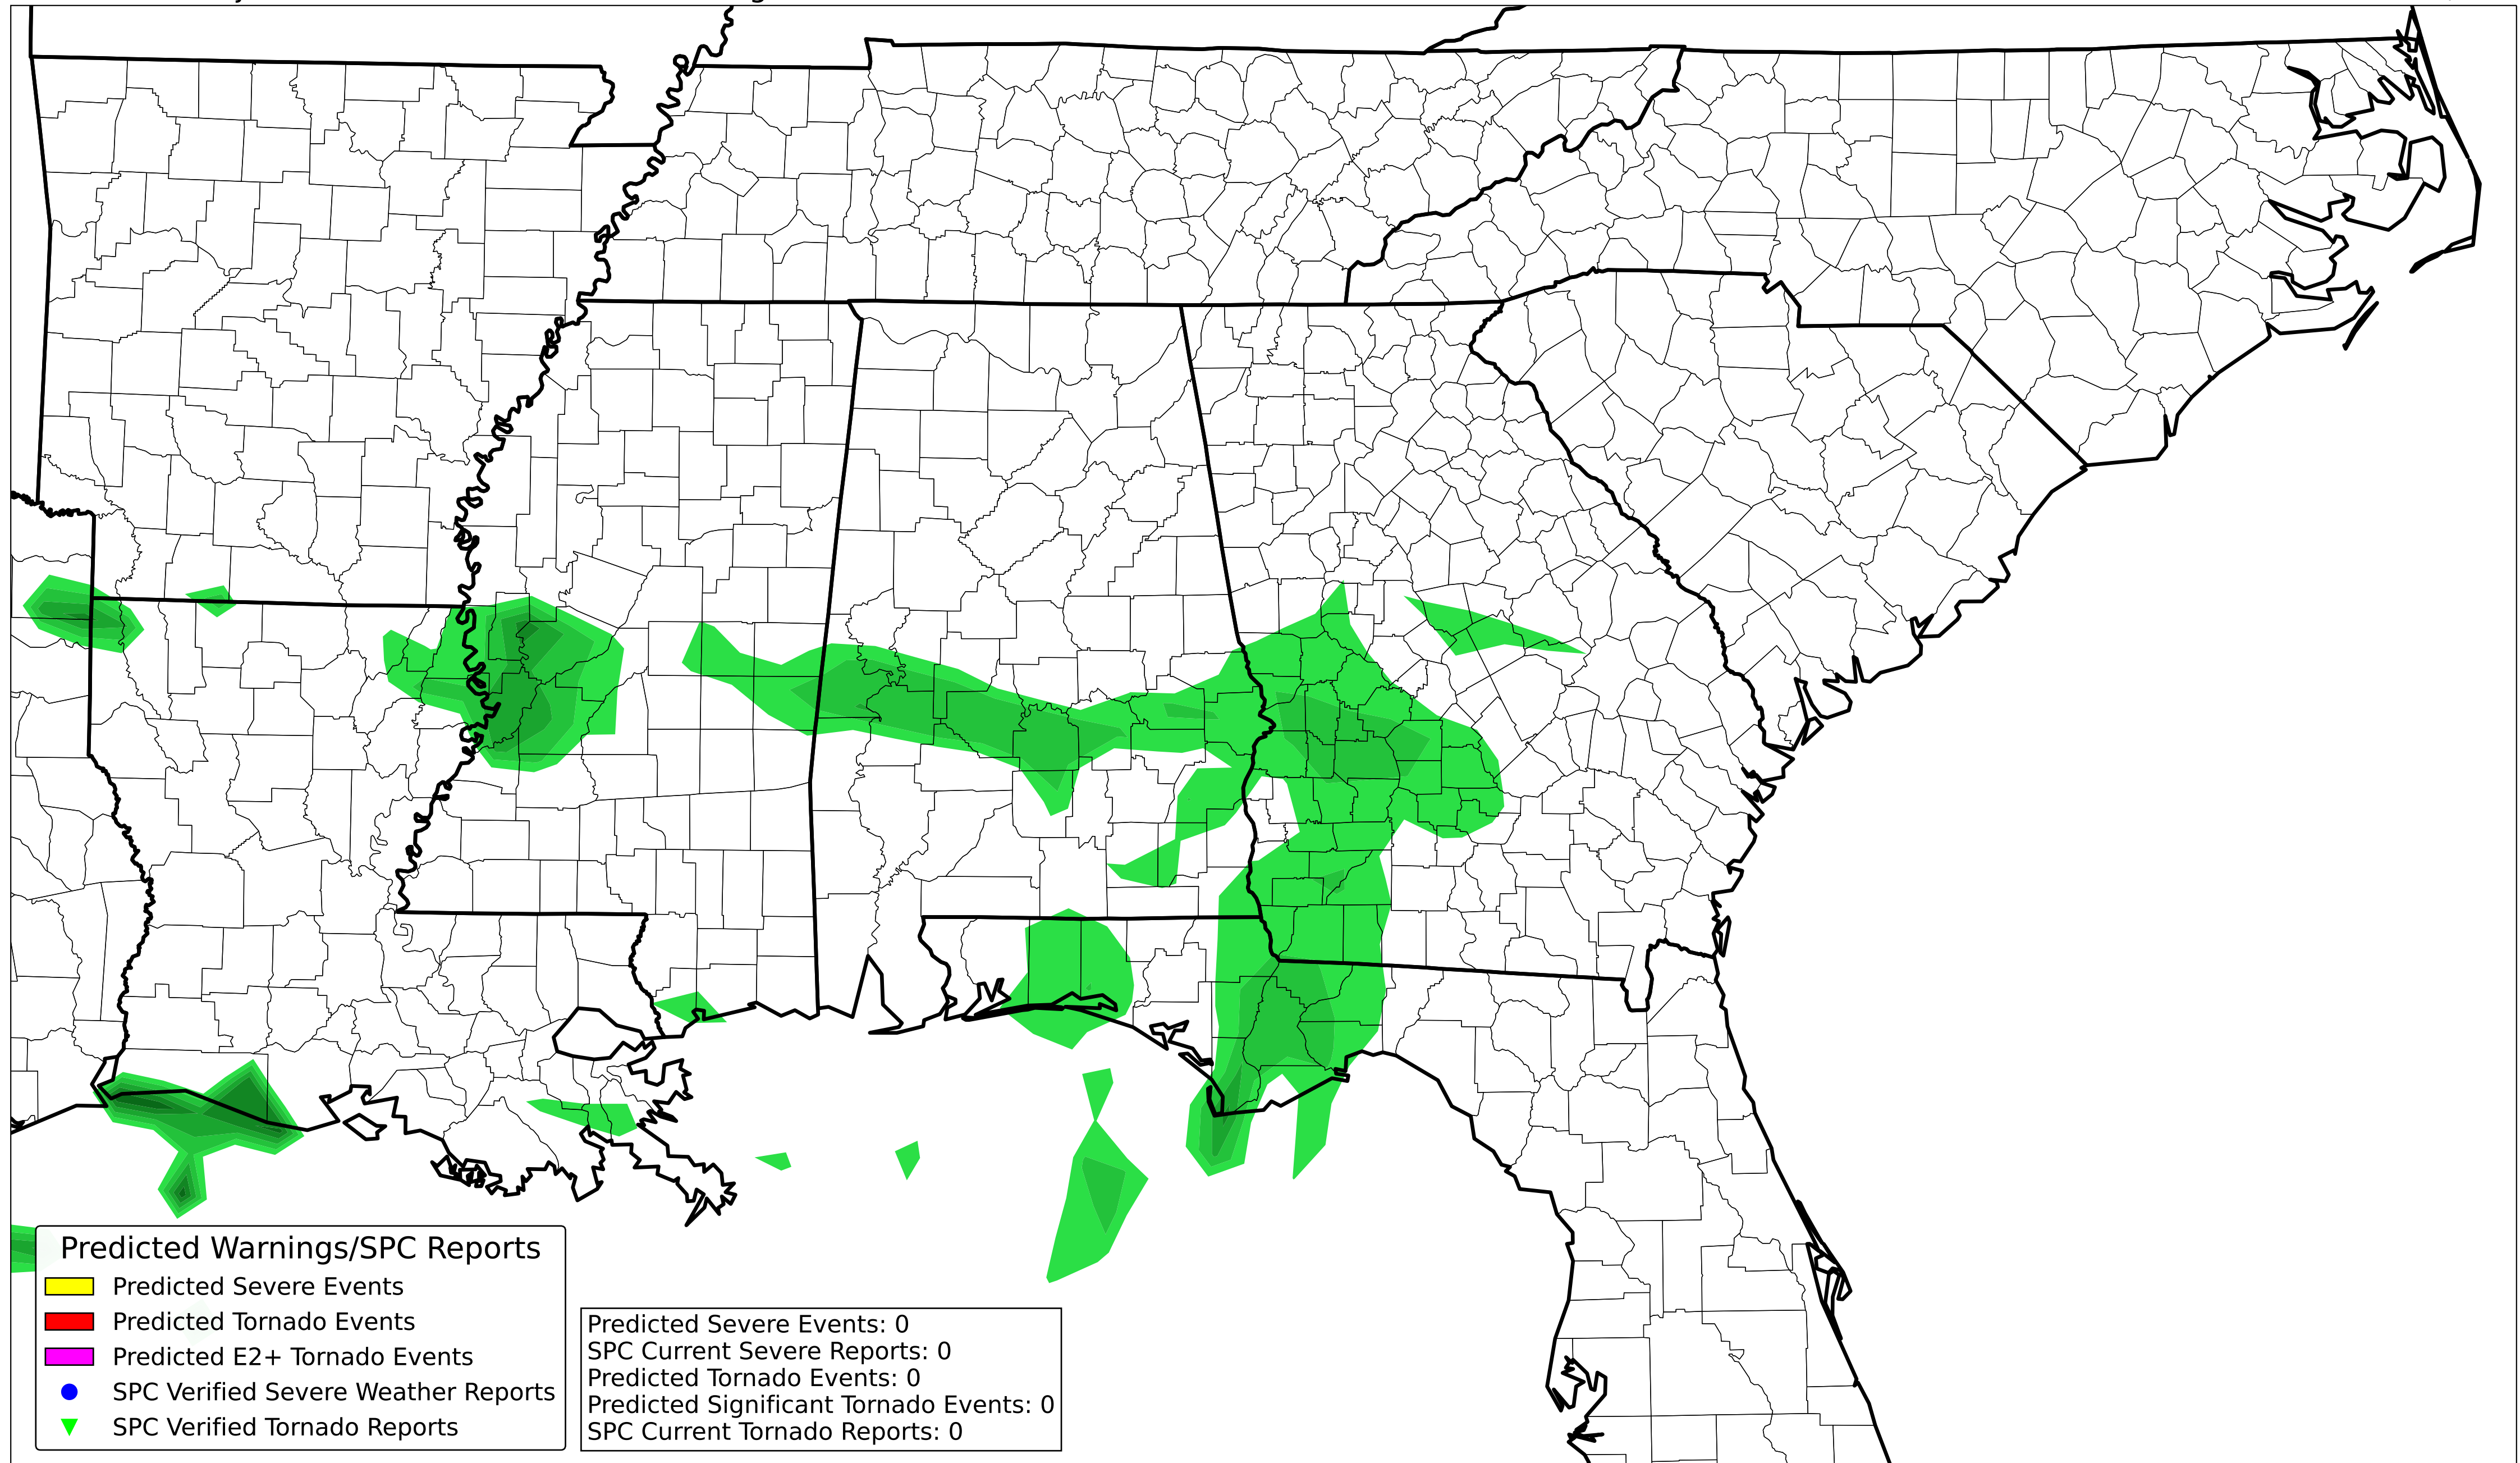 Predicted Warnings/SPC Reports
Predicted Severe Events
Predicted Tornado Events
Predicted E2+ Tornado Events
SPC Verified Severe Weather Reports
SPC Verified Tornado Reports
Predicted Severe Events: 0
SPC Current Severe Reports: 0
Predicted Tornado Events: 0
Predicted Significant Tornado Events: 0
SPC Current Tornado Reports: 0